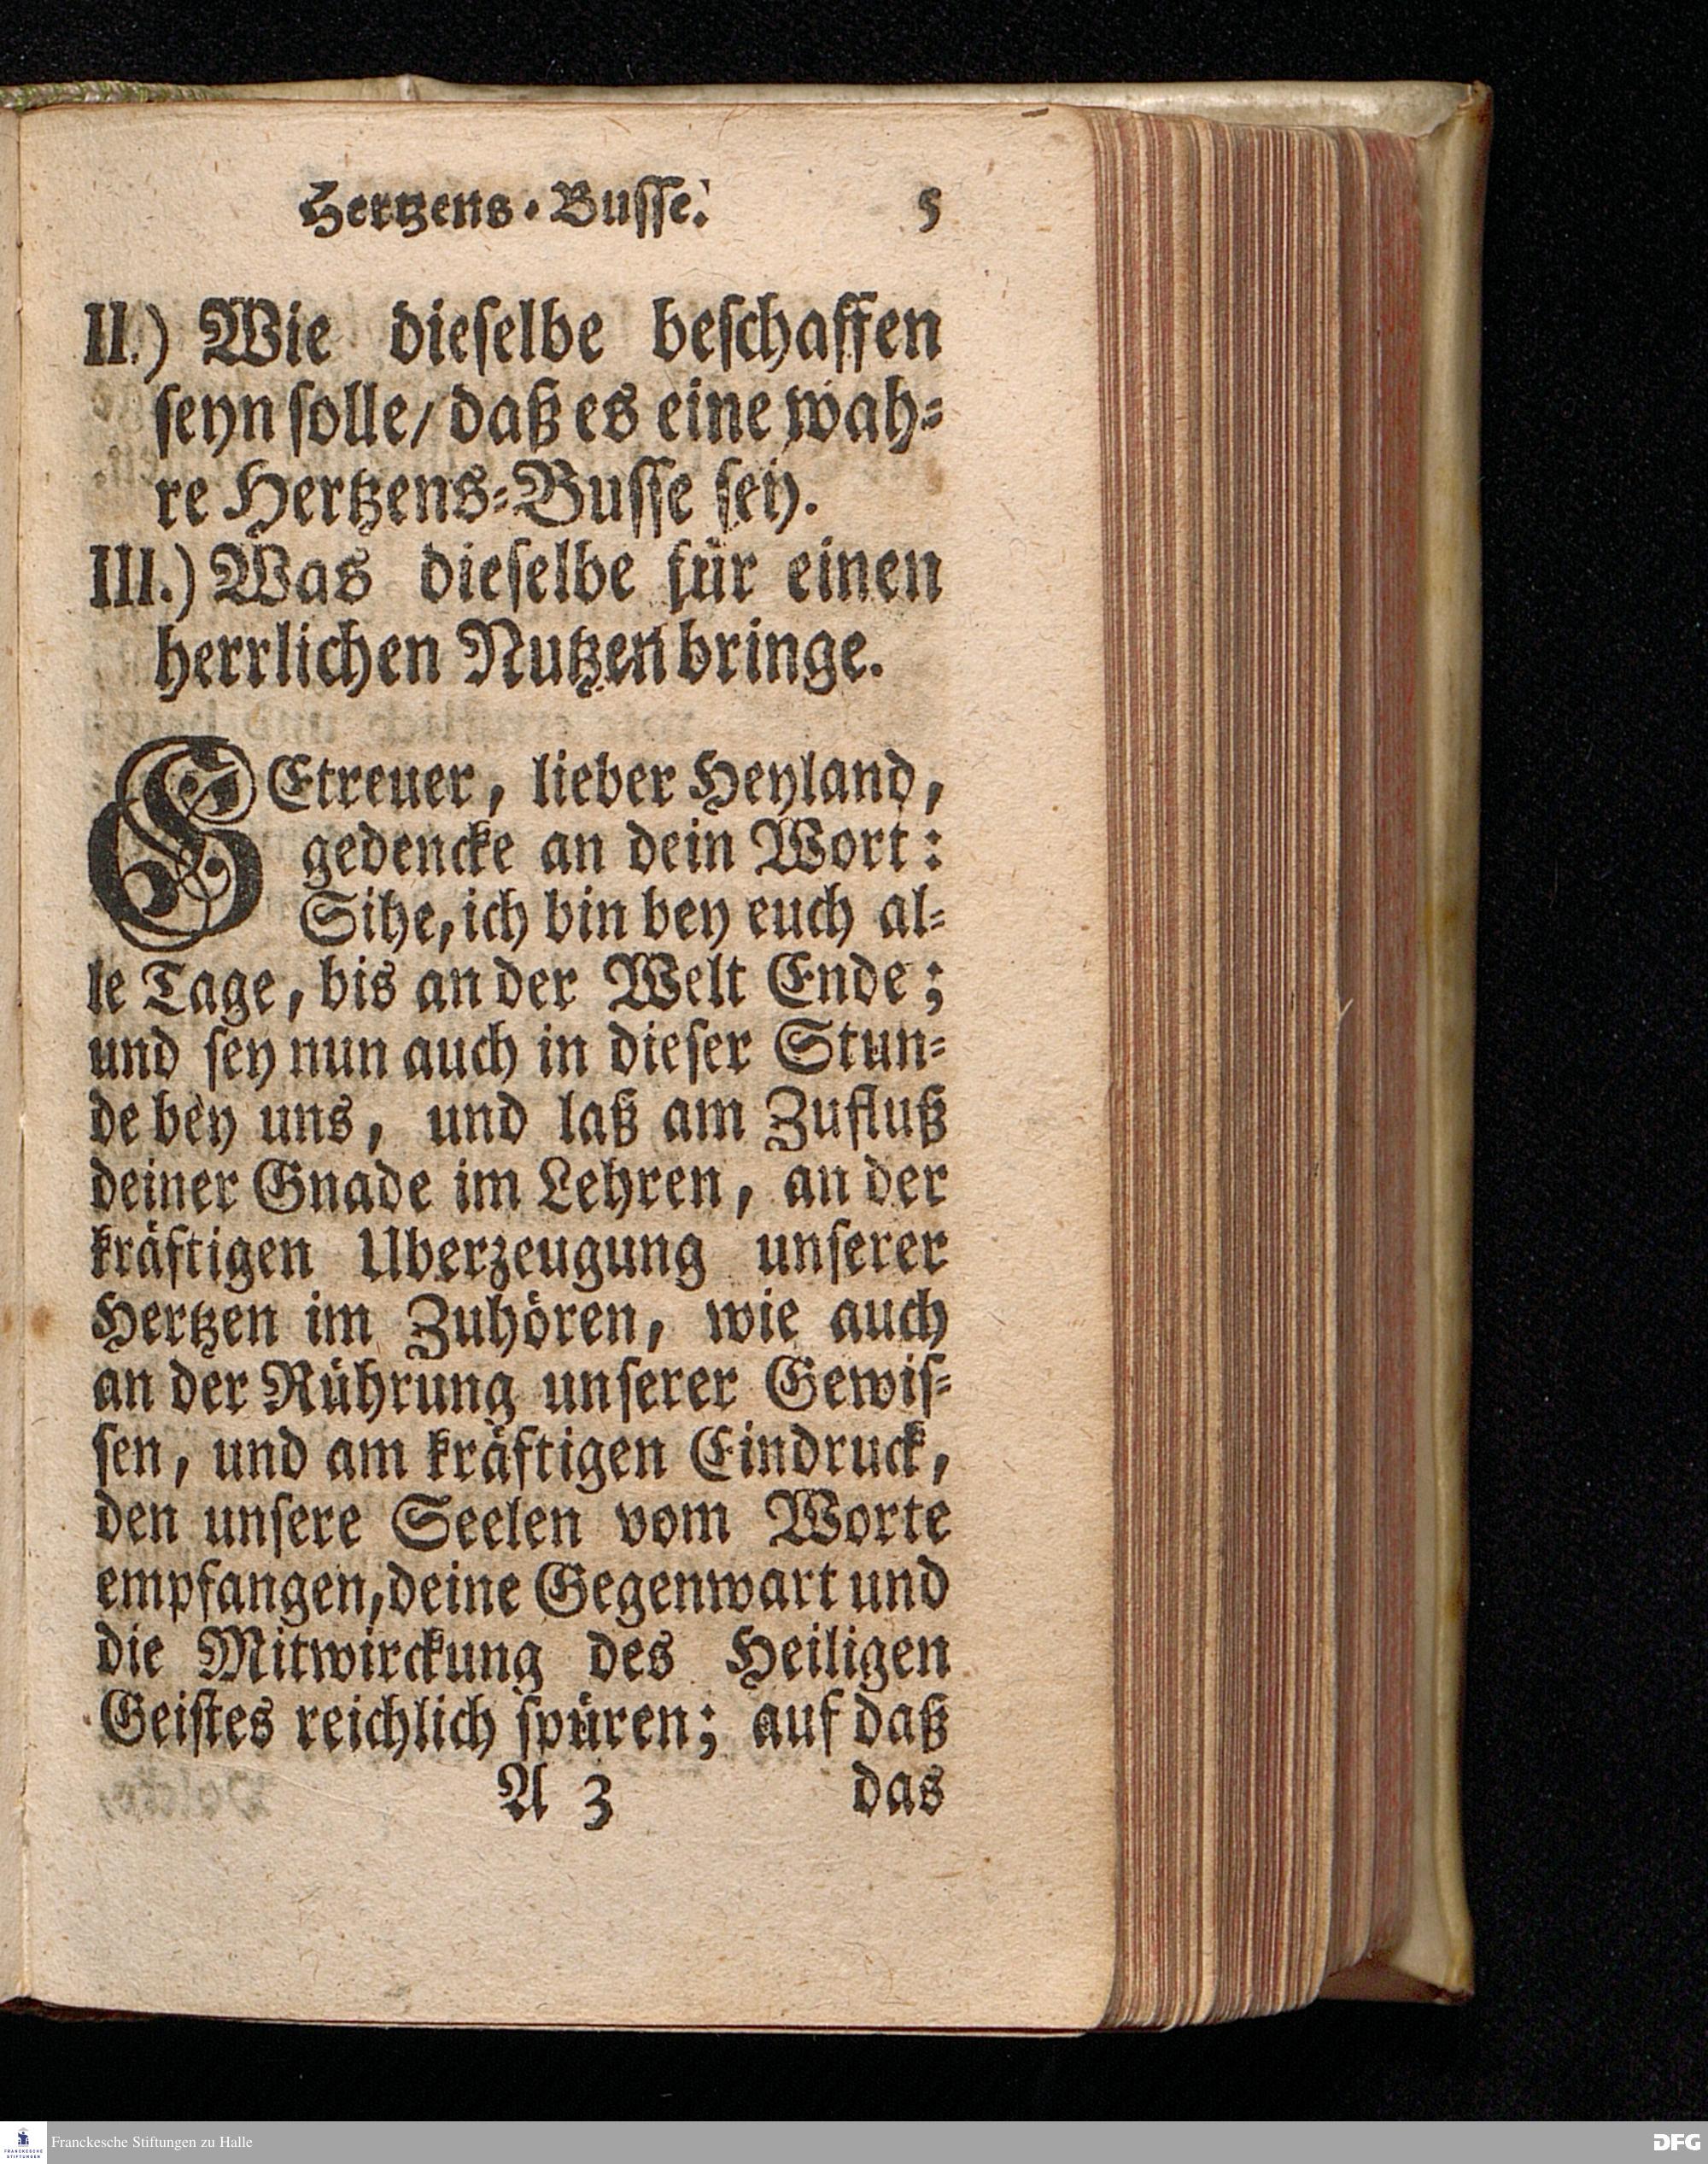 Hertzens-Busse. 5
II.) Wie dieselbe beschaffen
seyn solle/ daß es eine wah-
re Hertzens-Busse sey.
III.) Was dieselbe für einen
herrlichen Nutzen bringe.
GEtreuer, lieber Heyland,
gedencke an dein Wort:
Sihe, ich bin bey euch al-
le Tage, bis an der Welt Ende;
und sey nun auch in dieser Stun-
de bey uns, und laß am Zufluß
deiner Gnade im Lehren, an der
kräftigen Uberzeugung unserer
Hertzen im Zuhören, wie auch
an der Rührung unserer Gewis-
sen, und am kräftigen Eindruck,
den unsere Seelen vom Worte
empfangen, deine Gegenwart und
die Mitwirckung des Heiligen
Geistes reichlich spüren; auf daß
A 3 das
FRANCKESCHE
STIFTUNGEN
Franckesche Stiftungen zu Halle
DFG